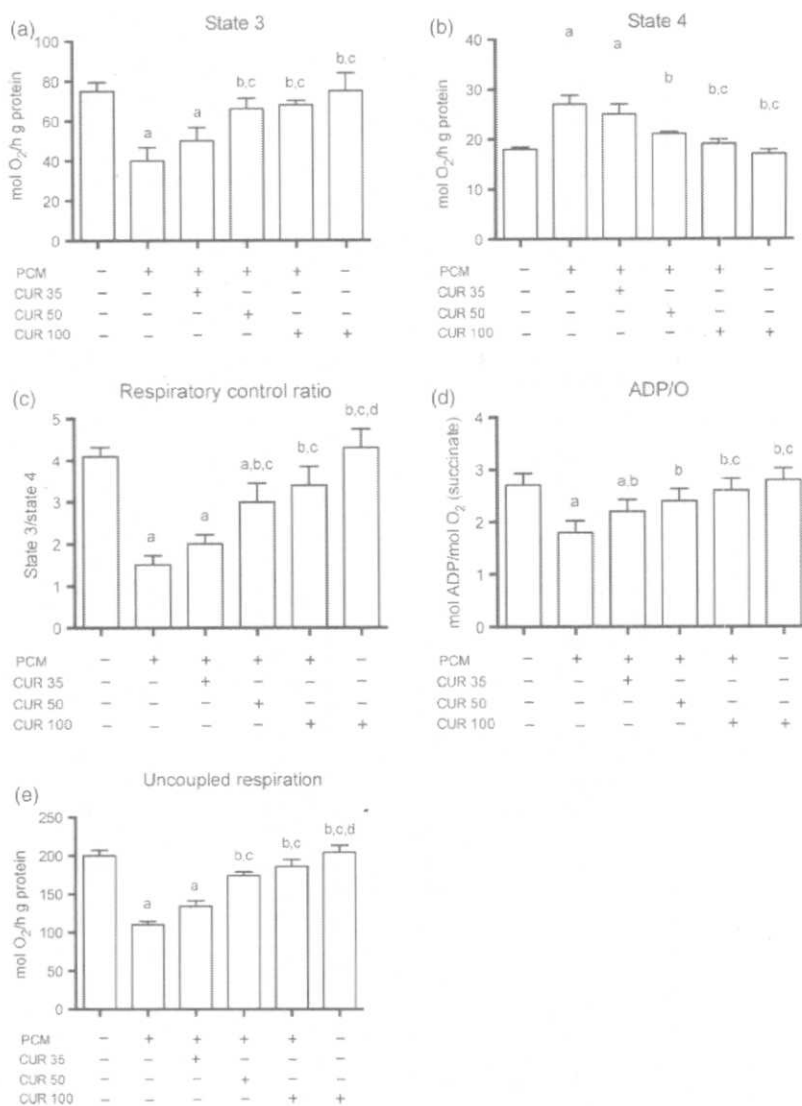 (a) State 3
b,c b,c b,c
100
80
60
40
20
0
a a
mol O₂/h g protein
PCM − + + + + −
CUR 35 − − + − − −
CUR 50 − − − + − −
CUR 100 − − − − + +
(b) State 4
a a
b b,c b,c
40
30
20
10
0
mol O₂/h g protein
PCM − + + + + −
CUR 35 − − + − − −
CUR 50 − − − + − −
CUR 100 − − − − + +
(c) Respiratory control ratio
b,c,d
a,b,c b,c
a a
5
4
3
2
1
0
State 3/state 4
PCM − + + + + −
CUR 35 − − + − − −
CUR 50 − − − + − −
CUR 100 − − − − + +
(d) ADP/O
a a,b b b,c b,c
4
3
2
1
0
mol ADP/mol O₂ (succinate)
PCM − + + + + −
CUR 35 − − + − − −
CUR 50 − − − + − −
CUR 100 − − − − + +
(e) Uncoupled respiration
b,c b,c b,c,d
a a
250
200
150
100
50
0
mol O₂/h g protein
PCM − + + + + −
CUR 35 − − + − − −
CUR 50 − − − + − −
CUR 100 − − − − + +